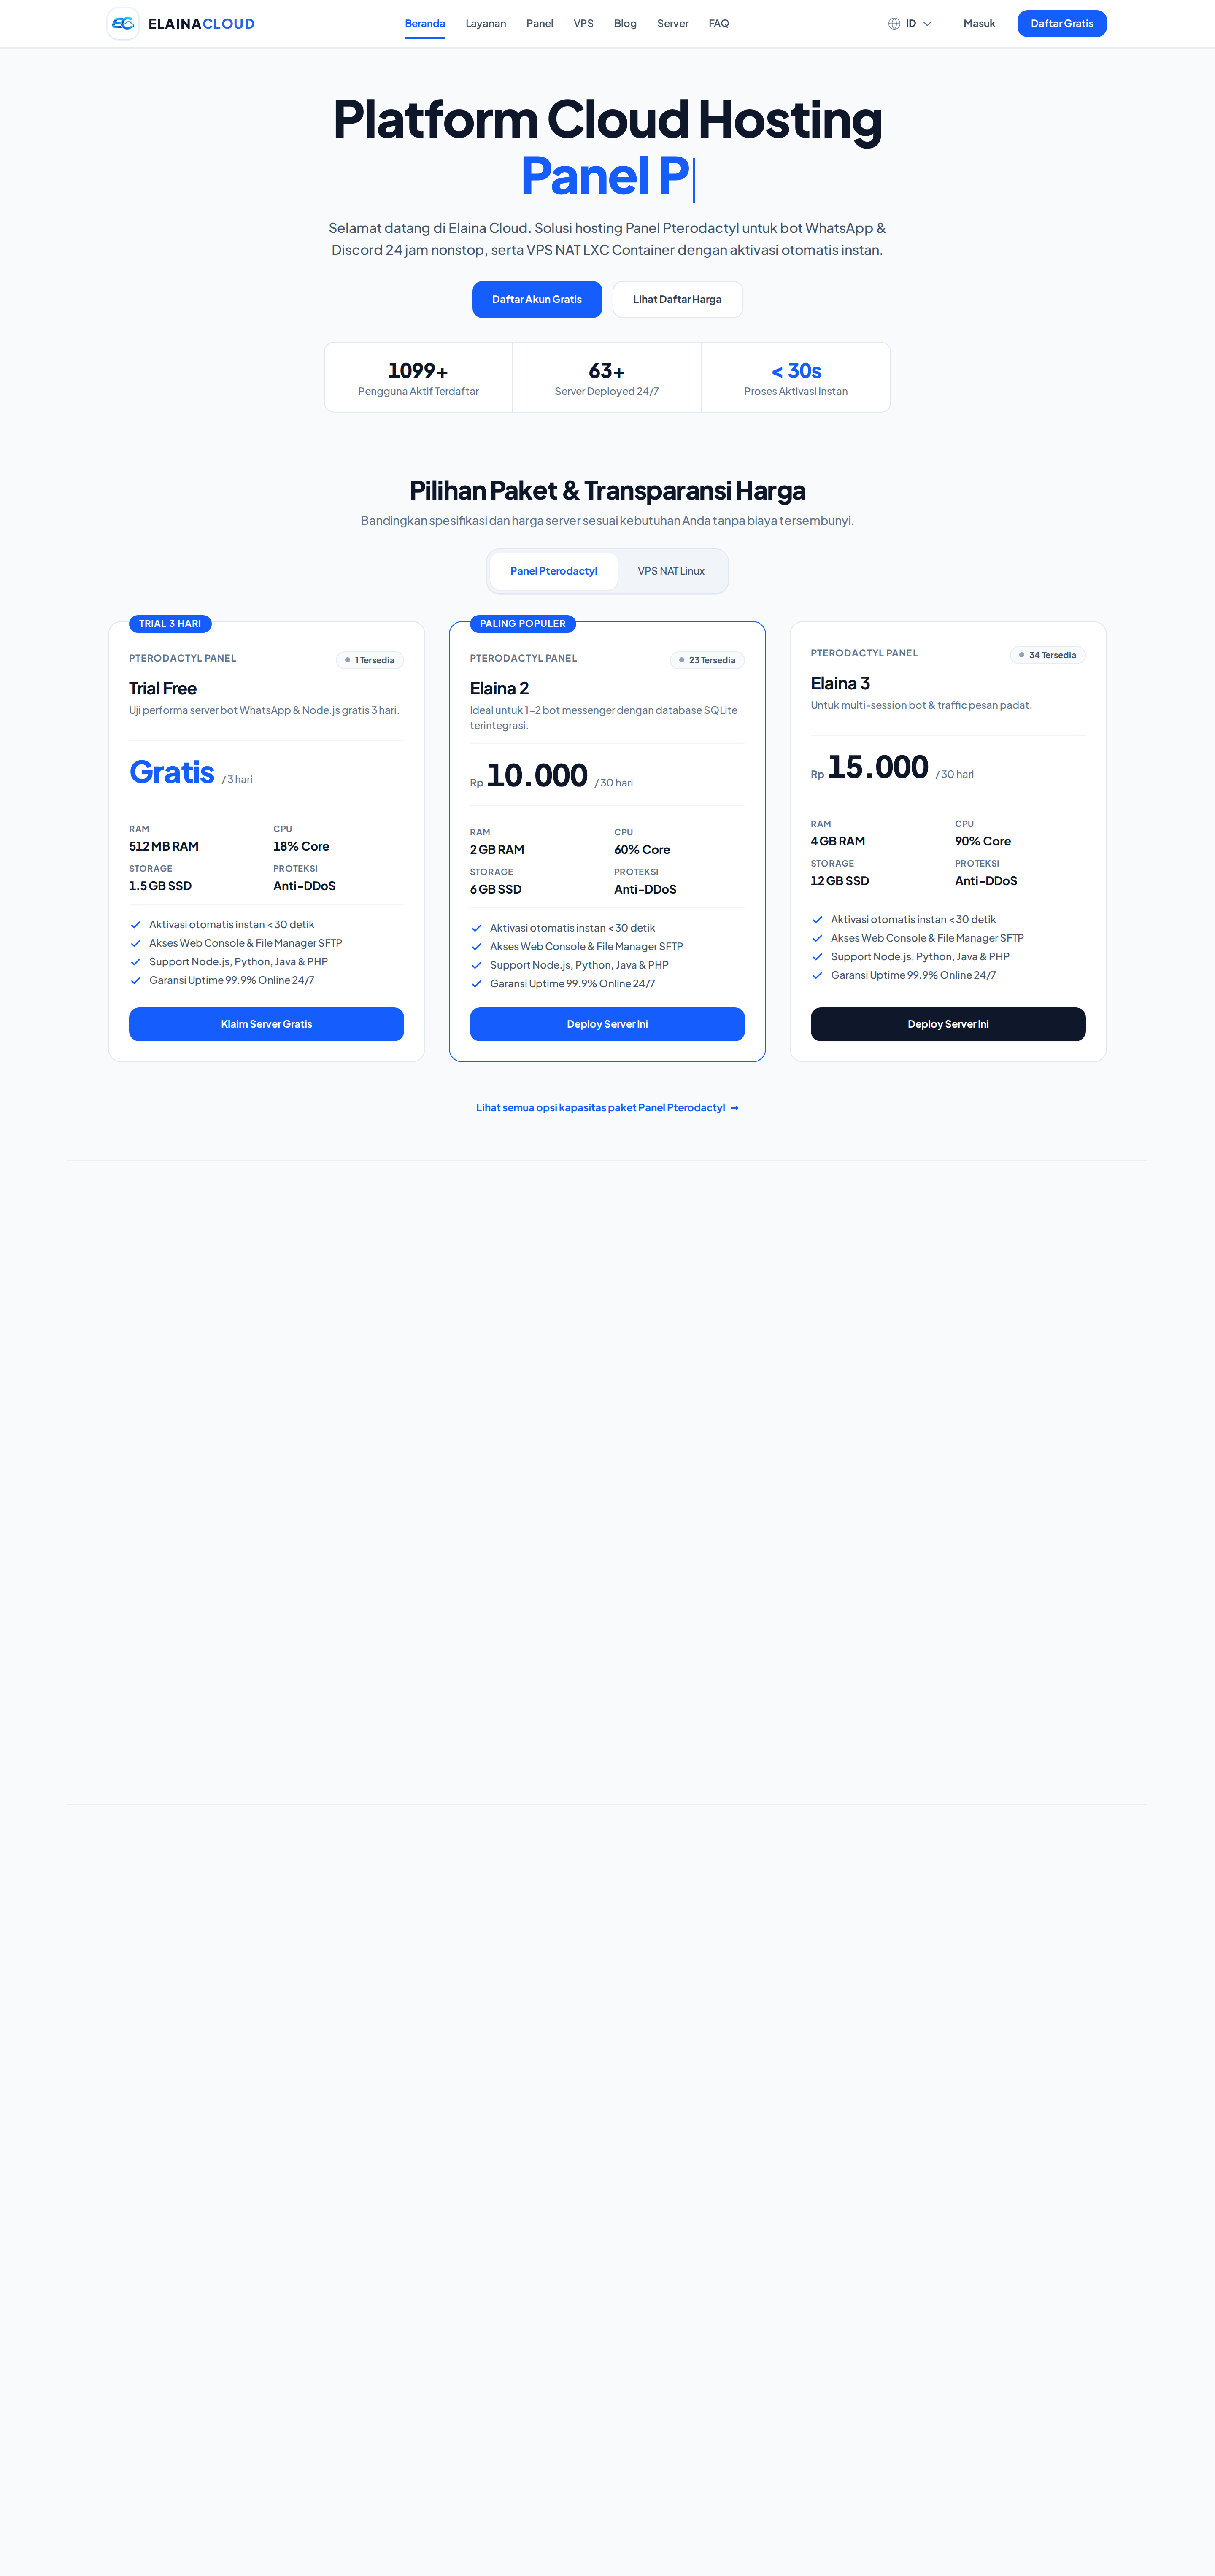 ELAINACLOUD
Beranda
Layanan
Panel
VPS
Blog
Server
FAQ
ID
Masuk
Daftar Gratis
Platform Cloud Hosting
Panel P
Selamat datang di Elaina Cloud. Solusi hosting Panel Pterodactyl untuk bot WhatsApp &
Discord 24 jam nonstop, serta VPS NAT LXC Container dengan aktivasi otomatis instan.
Daftar Akun Gratis
Lihat Daftar Harga
1099+
Pengguna Aktif Terdaftar
63+
Server Deployed 24/7
< 30s
Proses Aktivasi Instan
Pilihan Paket & Transparansi Harga
Bandingkan spesifikasi dan harga server sesuai kebutuhan Anda tanpa biaya tersembunyi.
Panel Pterodactyl
VPS NAT Linux
TRIAL 3 HARI
PTERODACTYL PANEL
1 Tersedia
Trial Free
Uji performa server bot WhatsApp & Node.js gratis 3 hari.
Gratis / 3 hari
RAM
512 MB RAM
CPU
18% Core
STORAGE
1.5 GB SSD
PROTEKSI
Anti-DDoS
Aktivasi otomatis instan < 30 detik
Akses Web Console & File Manager SFTP
Support Node.js, Python, Java & PHP
Garansi Uptime 99.9% Online 24/7
Klaim Server Gratis
PALING POPULER
PTERODACTYL PANEL
23 Tersedia
Elaina 2
Ideal untuk 1–2 bot messenger dengan database SQLite
terintegrasi.
Rp 10.000 / 30 hari
RAM
2 GB RAM
CPU
60% Core
STORAGE
6 GB SSD
PROTEKSI
Anti-DDoS
Aktivasi otomatis instan < 30 detik
Akses Web Console & File Manager SFTP
Support Node.js, Python, Java & PHP
Garansi Uptime 99.9% Online 24/7
Deploy Server Ini
PTERODACTYL PANEL
34 Tersedia
Elaina 3
Untuk multi-session bot & traffic pesan padat.
Rp 15.000 / 30 hari
RAM
4 GB RAM
CPU
90% Core
STORAGE
12 GB SSD
PROTEKSI
Anti-DDoS
Aktivasi otomatis instan < 30 detik
Akses Web Console & File Manager SFTP
Support Node.js, Python, Java & PHP
Garansi Uptime 99.9% Online 24/7
Deploy Server Ini
Lihat semua opsi kapasitas paket Panel Pterodactyl →